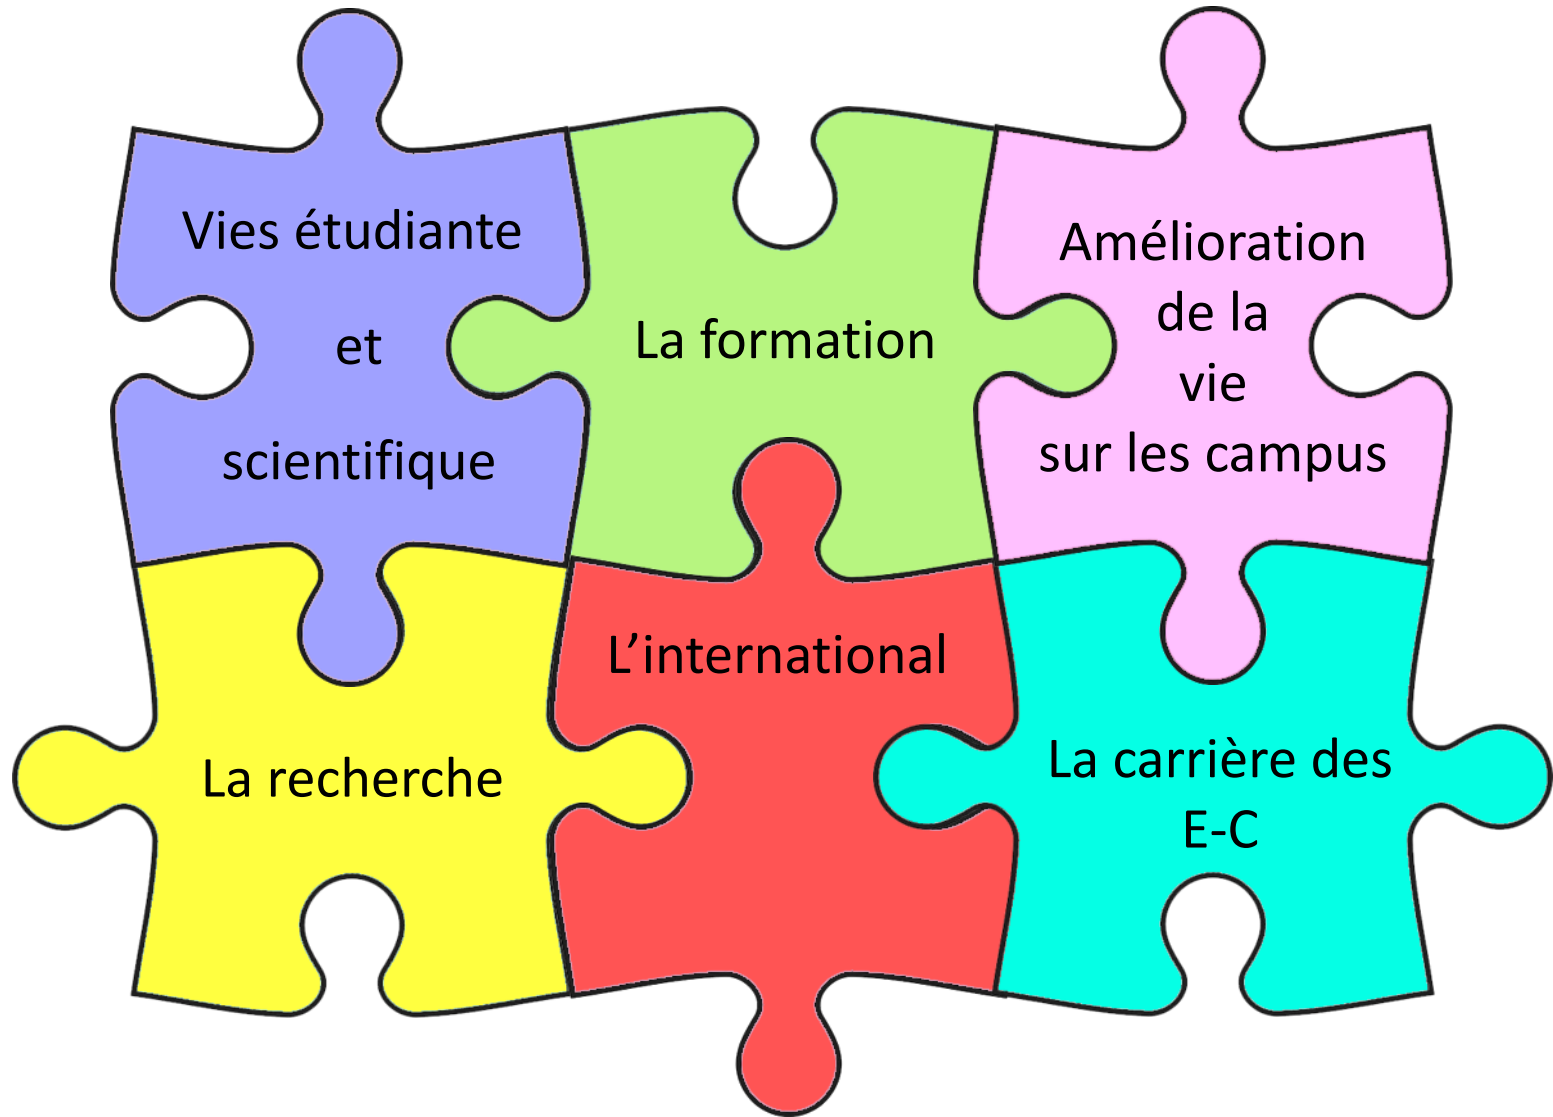 Vies étudiante
et
scientifique
La formation
Amélioration
de la
vie
sur les campus
La recherche
L’international
La carrière des
E-C